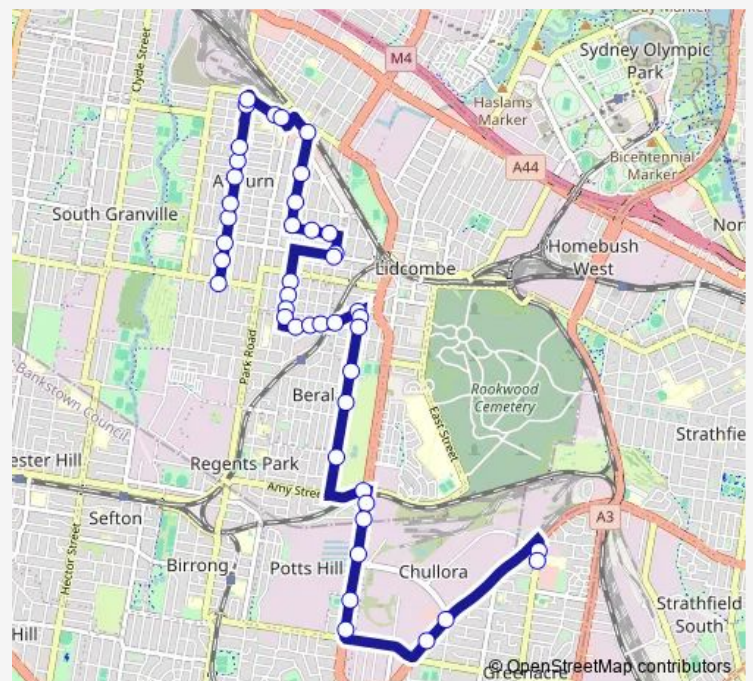 Clyde Street
M4
Sydney Olympic
Park
Haslams
Marker
A44
Bicentennial
Marker
South Granville
Homebush
West
Lidcombe
Park Road
Bankstown Council
Rookwood
Cemetery
Beral
East Street
Strathfie
ester Hill
Regents Park
Amy Stree
A3
Sefton
Hector Street
Birrong
Potts Hill
Chullora
Strathfield
South
Hill
Greenacre
© OpenStreetMap contributors